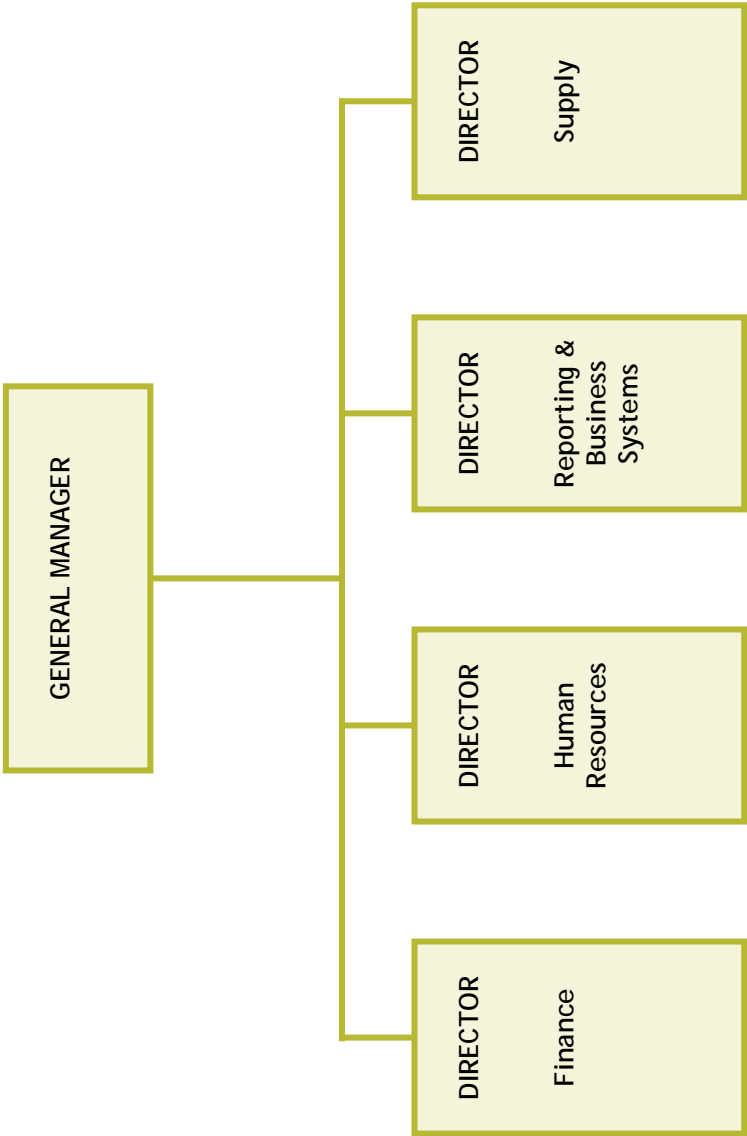 GENERAL MANAGER
DIRECTOR
Finance
DIRECTOR
Human
Resources
DIRECTOR
Reporting &
Business
Systems
DIRECTOR
Supply